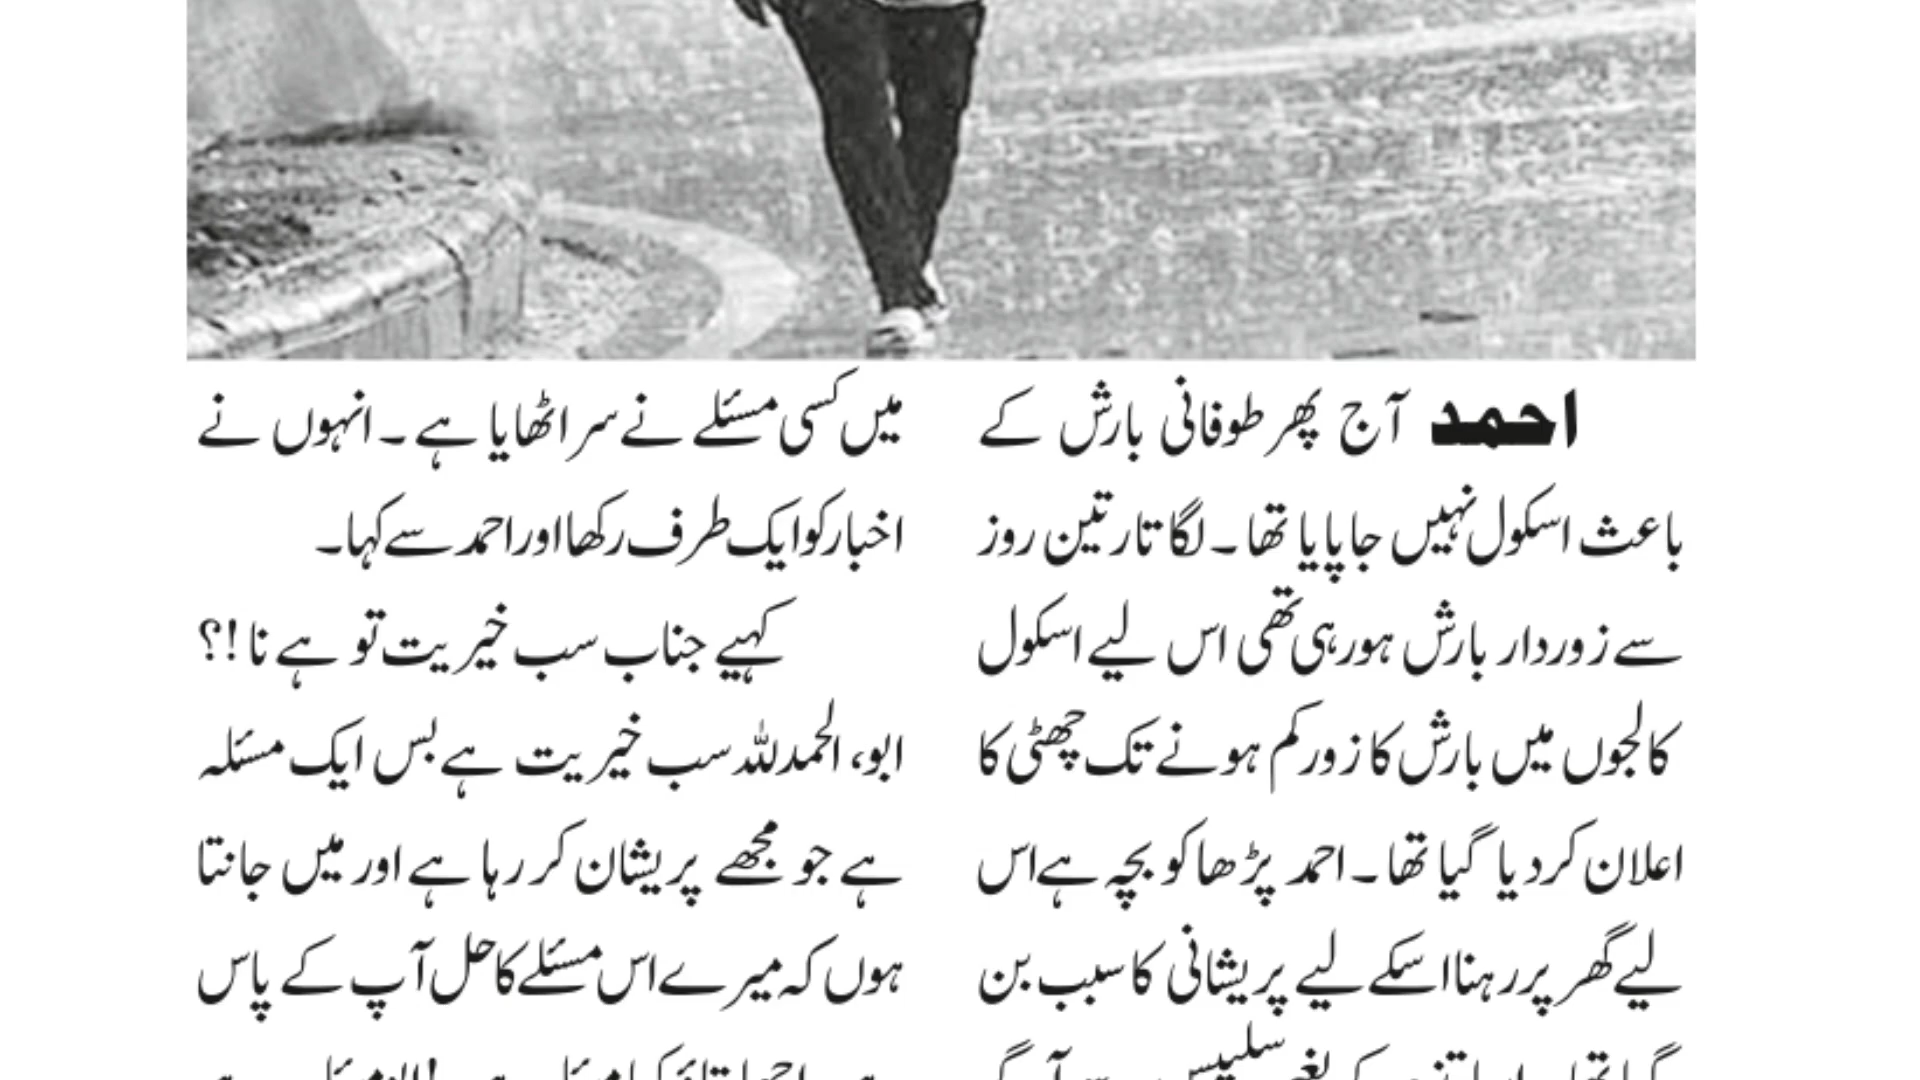 احمد آج پھر طوفانی بارش کے
باعث اسکول نہیں جا پایا تھا۔ لگا تار تین روز
سے زوردار بارش ہورہی تھی اس لیے اسکول
کالجوں میں بارش کا زور کم ہونے تک چھٹی کا
اعلان کردیا گیا تھا۔ احمد پڑھا کو بچہ ہے اس
لیے گھر پر رہنا اسکے لیے پریشانی کا سبب بن
میں کسی مسئلے نے سر اٹھایا ہے۔ انہوں نے
اخبار کو ایک طرف رکھا اور احمد سے کہا۔
کہیے جناب سب خیریت تو ہے نا !؟
ابو، الحمدللہ سب خیریت ہے بس ایک مسئلہ
ہے جو مجھے پریشان کر رہا ہے اور میں جانتا
ہوں کہ میرے اس مسئلے کا حل آپ کے پاس